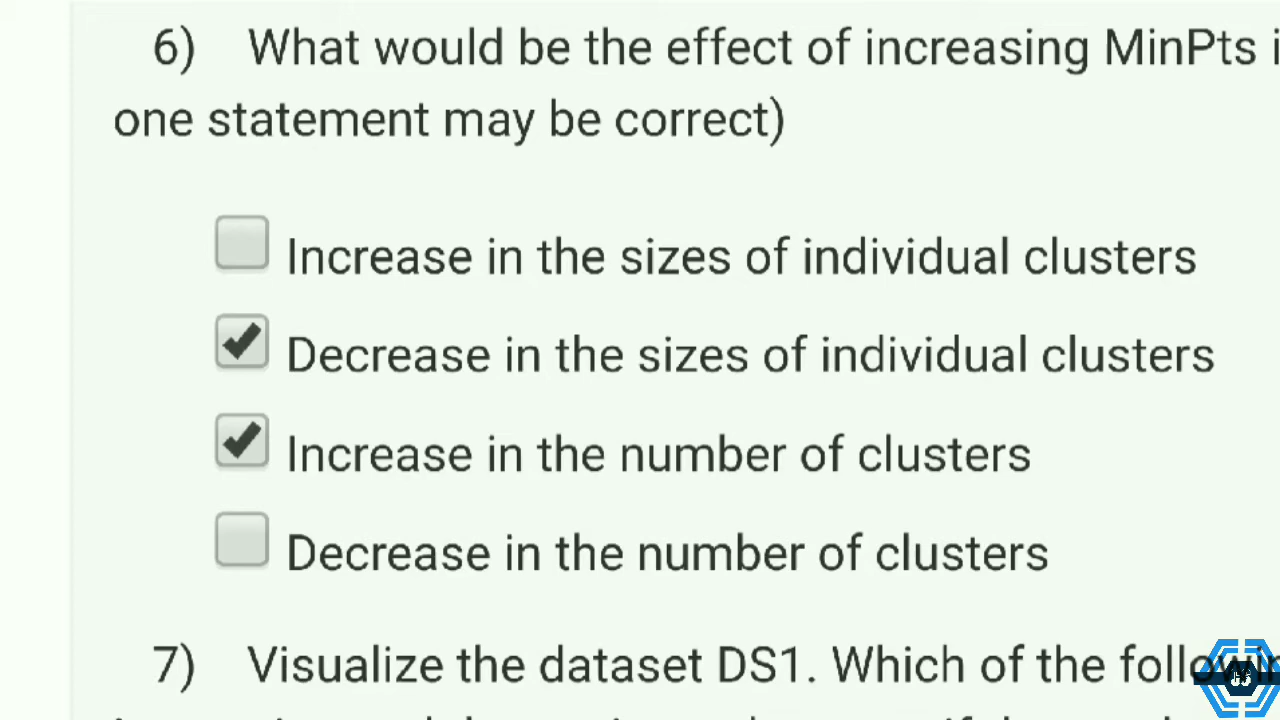 6) What would be the effect of increasing MinPts i
one statement may be correct)
Increase in the sizes of individual clusters
Decrease in the sizes of individual clusters
Increase in the number of clusters
Decrease in the number of clusters
7) Visualize the dataset DS1. Which of the